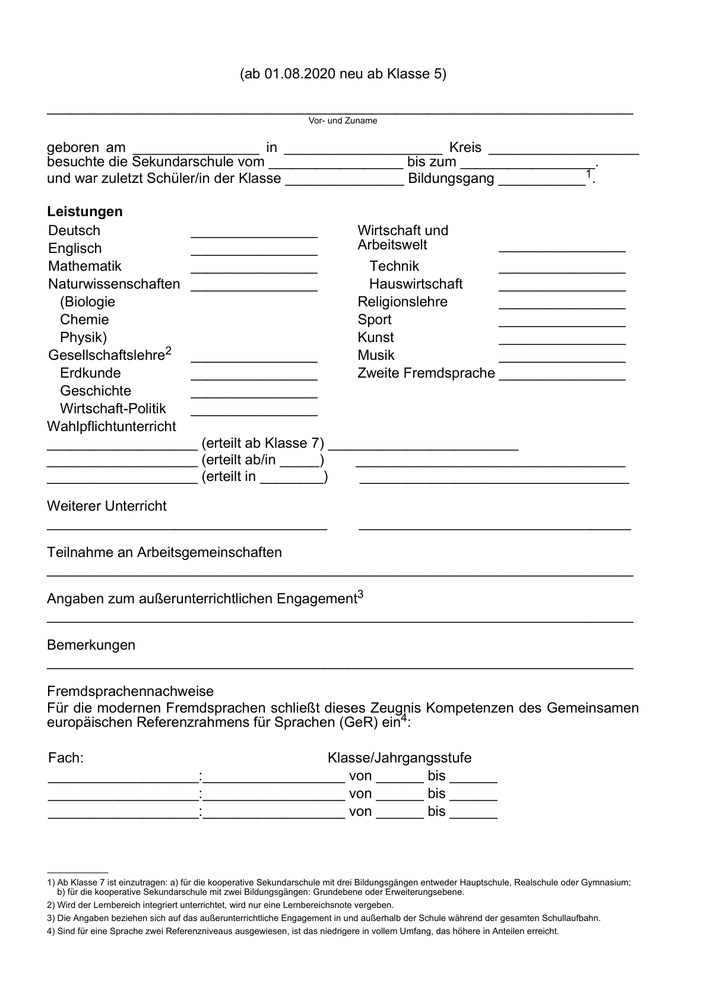 (ab 01.08.2020 neu ab Klasse 5)
Vor- und Zuname
geboren am ________________ in ____________________ Kreis ___________________
besuchte die Sekundarschule vom _________________ bis zum _________________.
und war zuletzt Schüler/in der Klasse _______________ Bildungsgang ___________1.
Leistungen
Deutsch ________________
Englisch ________________
Mathematik ________________
Naturwissenschaften ________________
(Biologie
Chemie
Physik)
Gesellschaftslehre2 ________________
Erdkunde ________________
Geschichte ________________
Wirtschaft-Politik ________________
Wirtschaft und
Arbeitswelt ________________
Technik ________________
Hauswirtschaft ________________
Religionslehre ________________
Sport ________________
Kunst ________________
Musik ________________
Zweite Fremdsprache ________________
Wahlpflichtunterricht
___________________ (erteilt ab Klasse 7) ________________________
___________________ (erteilt ab/in _____) __________________________________
___________________ (erteilt in ________) __________________________________
Weiterer Unterricht
Teilnahme an Arbeitsgemeinschaften
Angaben zum außerunterrichtlichen Engagement3
Bemerkungen
Fremdsprachennachweise
Für die modernen Fremdsprachen schließt dieses Zeugnis Kompetenzen des Gemeinsamen
europäischen Referenzrahmens für Sprachen (GeR) ein4:
Fach: Klasse/Jahrgangsstufe
___________________:__________________ von ______ bis ______
___________________:__________________ von ______ bis ______
___________________:__________________ von ______ bis ______
1) Ab Klasse 7 ist einzutragen: a) für die kooperative Sekundarschule mit drei Bildungsgängen entweder Hauptschule, Realschule oder Gymnasium;
b) für die kooperative Sekundarschule mit zwei Bildungsgängen: Grundebene oder Erweiterungsebene.
2) Wird der Lernbereich integriert unterrichtet, wird nur eine Lernbereichsnote vergeben.
3) Die Angaben beziehen sich auf das außerunterrichtliche Engagement in und außerhalb der Schule während der gesamten Schullaufbahn.
4) Sind für eine Sprache zwei Referenzniveaus ausgewiesen, ist das niedrigere in vollem Umfang, das höhere in Anteilen erreicht.